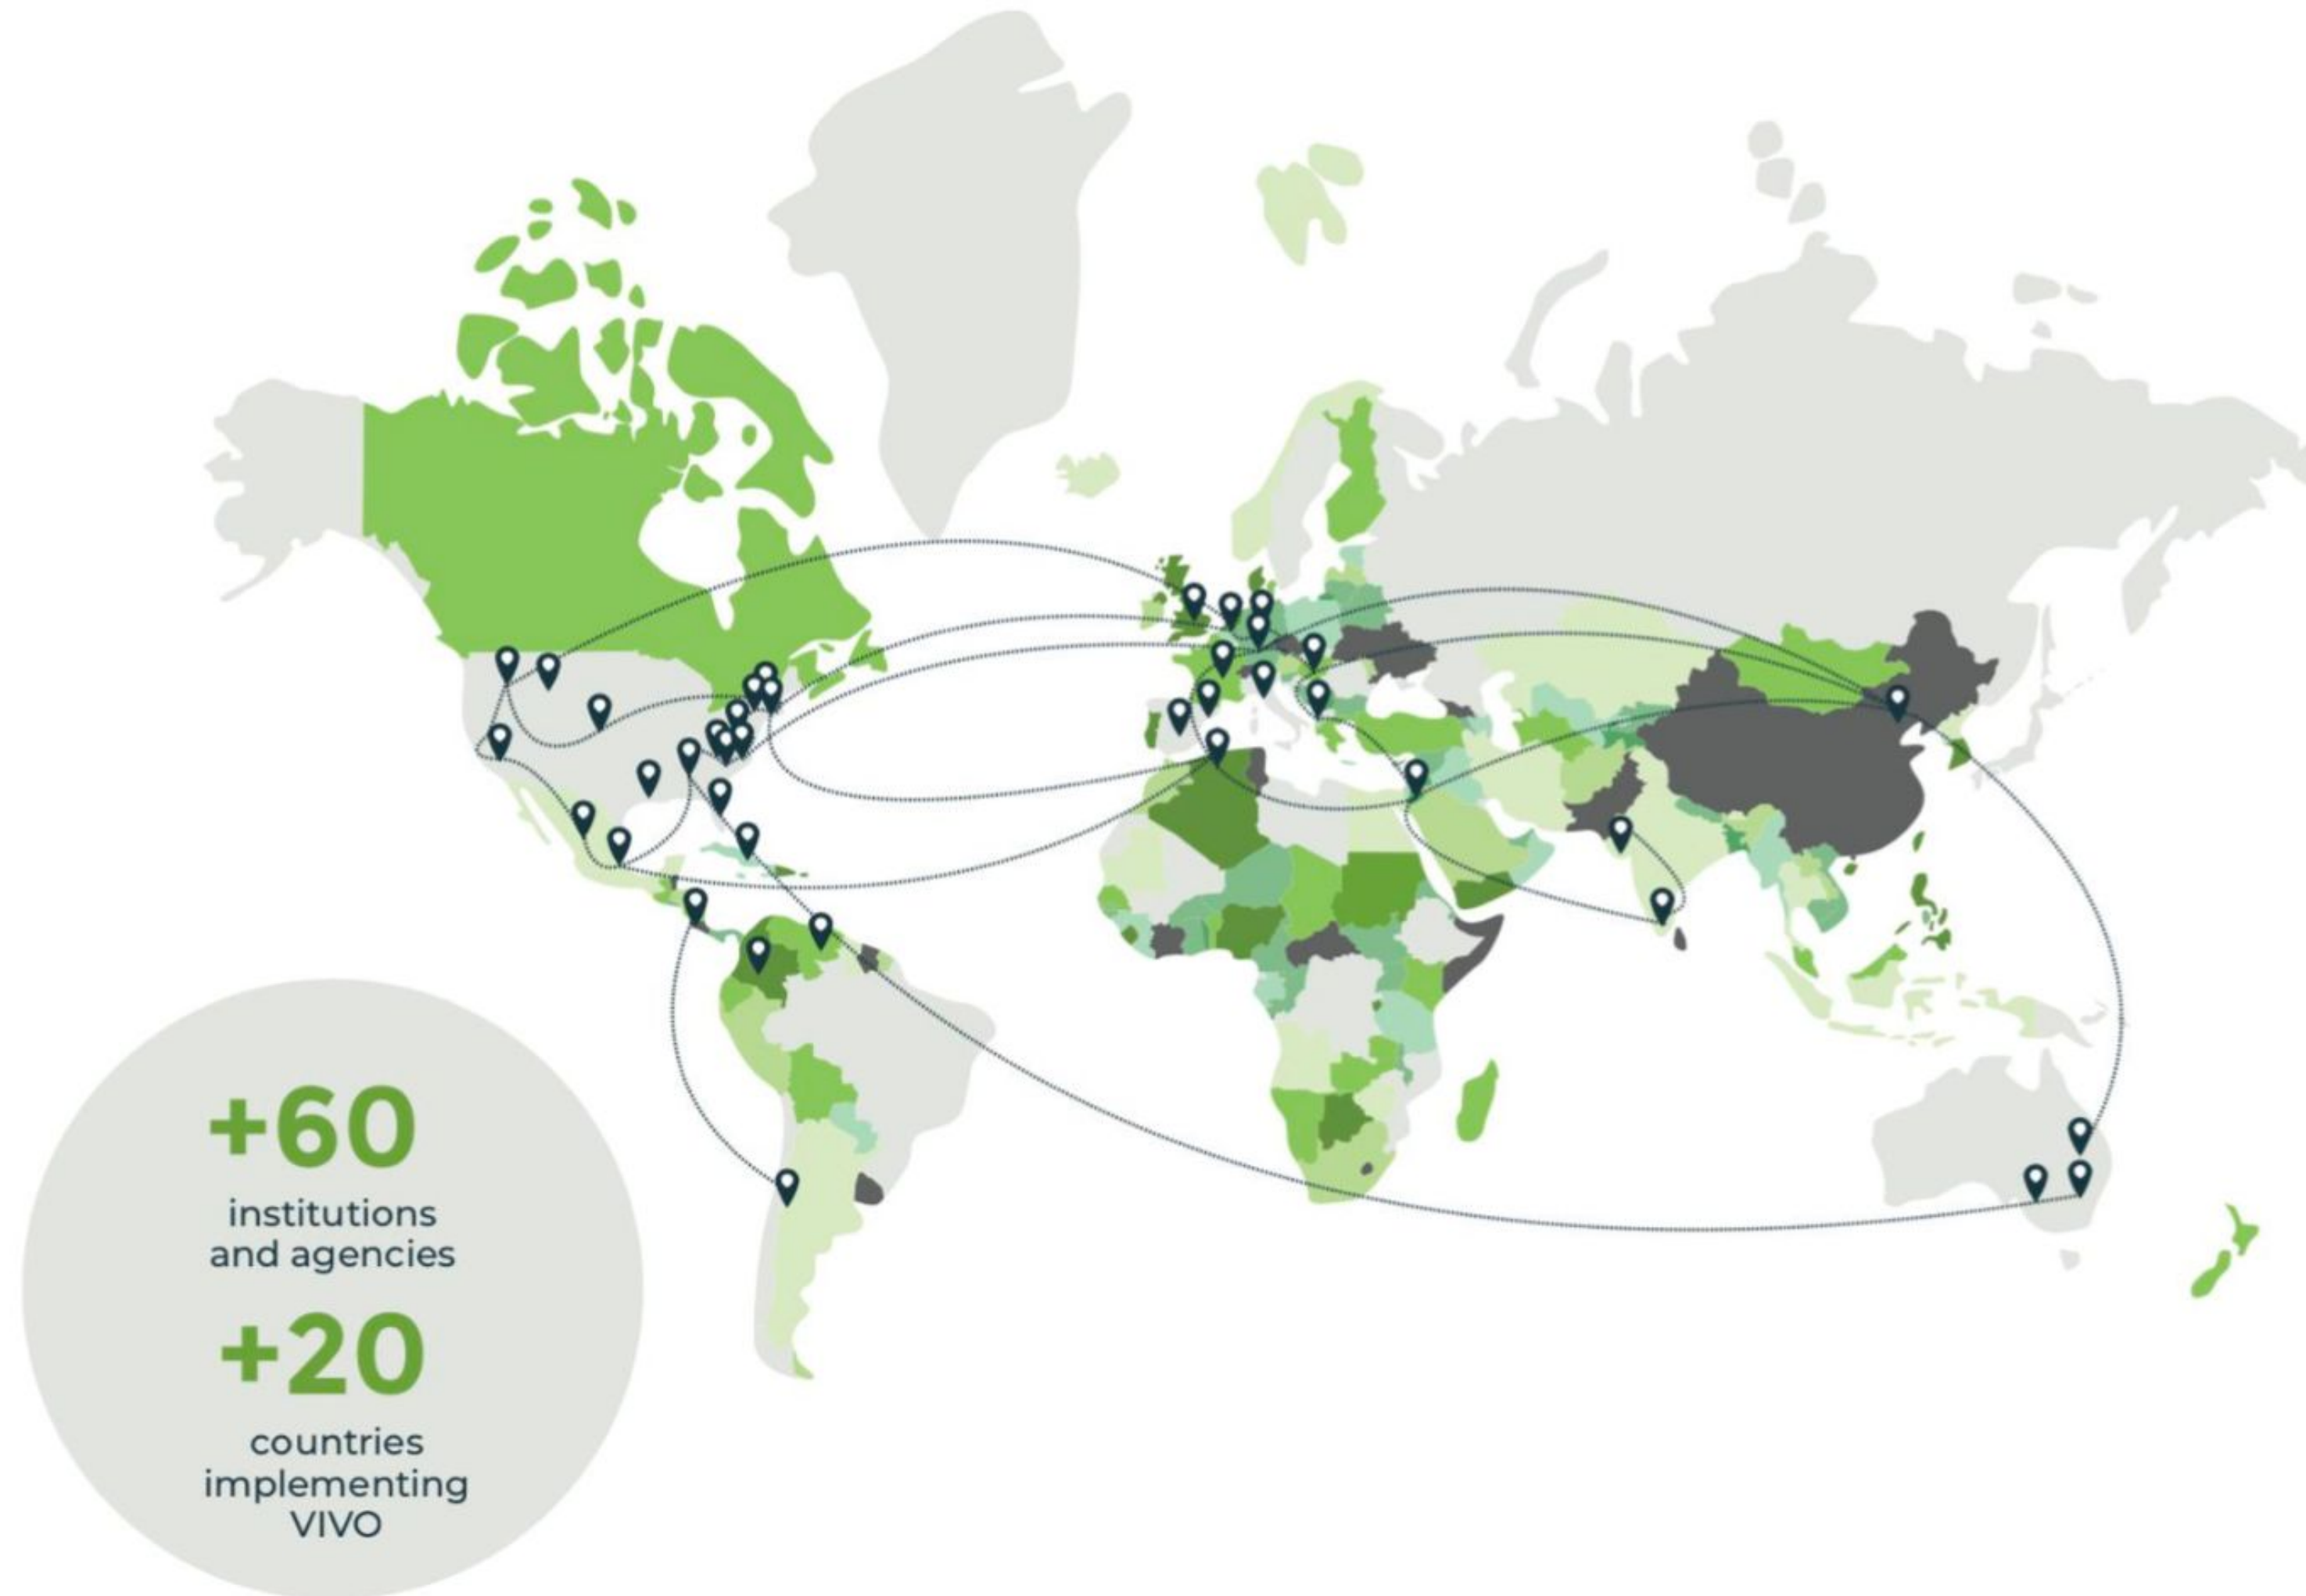 +60
institutions
and agencies
+20
countries
implementing
VIVO